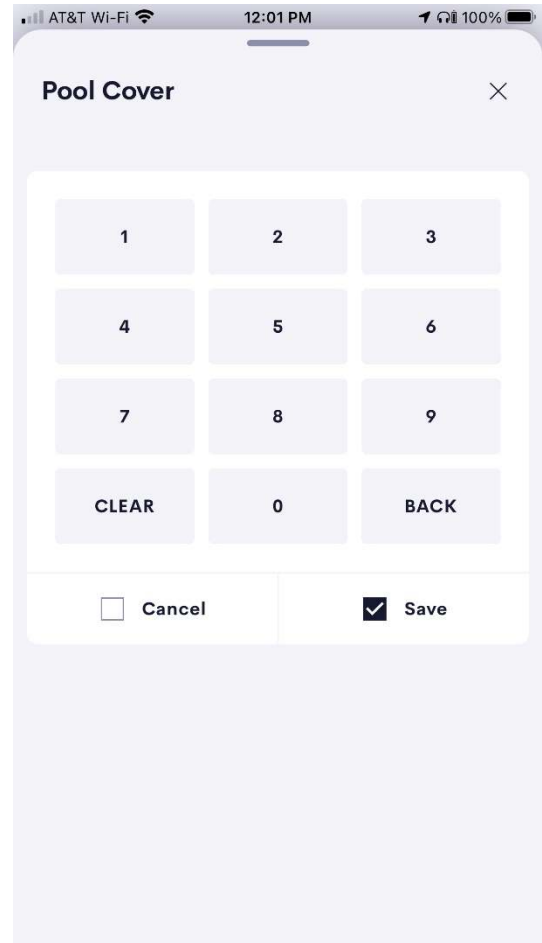 AT&T Wi-Fi 12:01 PM 100%
Pool Cover
1 2 3
4 5 6
7 8 9
CLEAR 0 BACK
Cancel Save